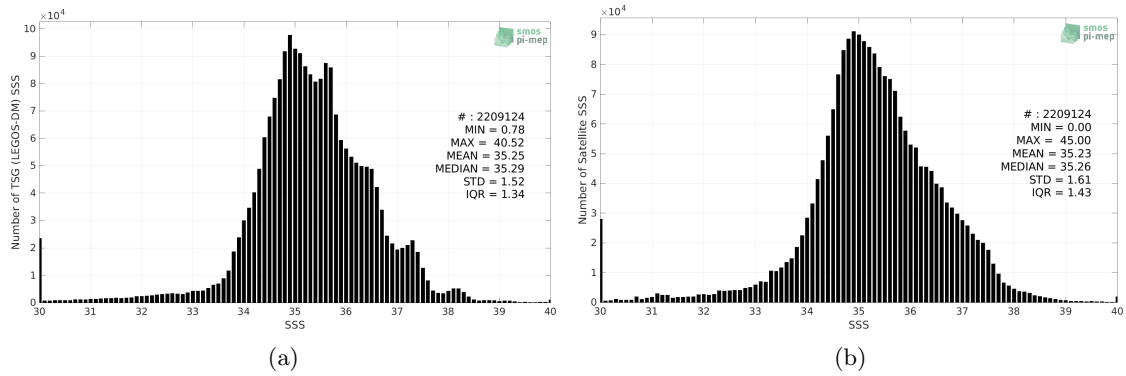 ×10⁴
10
9
8
7
6
5
4
3
2
1
0
Number of TSG (LEGOS-DM) SSS
smos
pi-mep
# : 2209124
MIN = 0.78
MAX = 40.52
MEAN = 35.25
MEDIAN = 35.29
STD = 1.52
IQR = 1.34
30 31 32 33 34 35 36 37 38 39 40
SSS
(a)
×10⁴
9
8
7
6
5
4
3
2
1
0
Number of Satellite SSS
smos
pi-mep
# : 2209124
MIN = 0.00
MAX = 45.00
MEAN = 35.23
MEDIAN = 35.26
STD = 1.61
IQR = 1.43
30 31 32 33 34 35 36 37 38 39 40
SSS
(b)